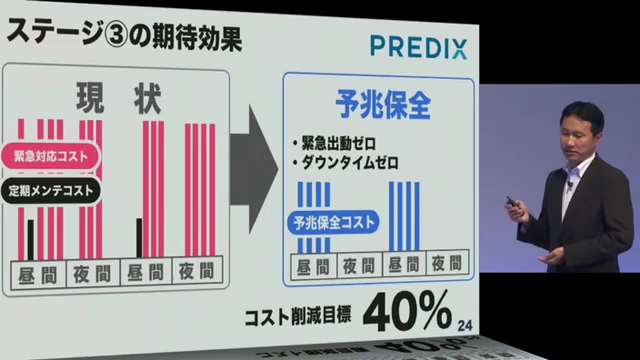 ステージ③の期待効果
PREDIX
現状
緊急対応コスト
定期メンテコスト
昼間 夜間 昼間 夜間
予兆保全
・緊急出動ゼロ
・ダウンタイムゼロ
予兆保全コスト
昼間 夜間 昼間 夜間
コスト削減目標 40%
24